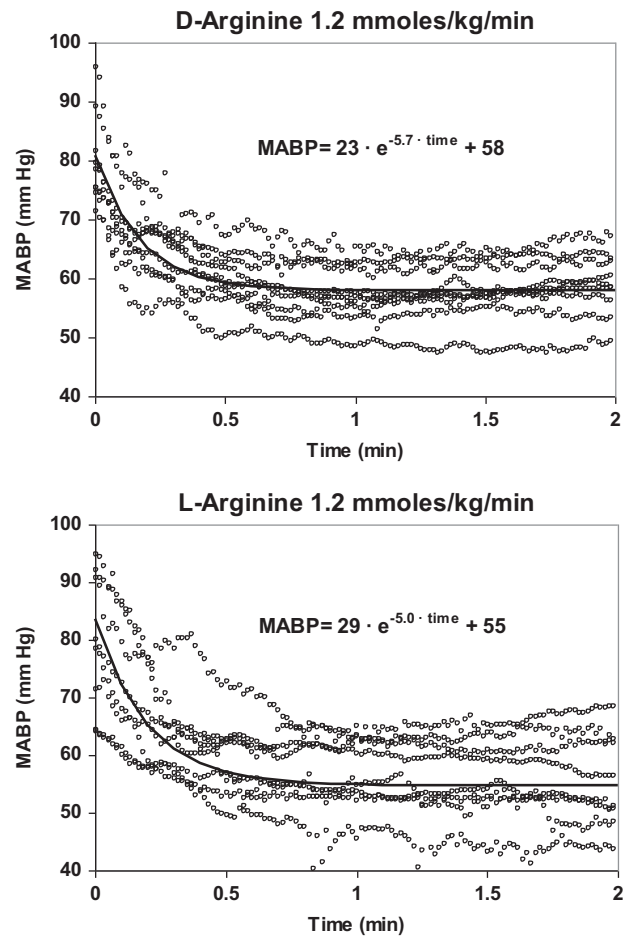 D-Arginine 1.2 mmoles/kg/min
100
90
80
70
60
50
40
MABP (mm Hg)
MABP= 23 · e^-5.7 · time + 58
0 0.5 1 1.5 2
Time (min)
L-Arginine 1.2 mmoles/kg/min
100
90
80
70
60
50
40
MABP (mm Hg)
MABP= 29 · e^-5.0 · time + 55
0 0.5 1 1.5 2
Time (min)